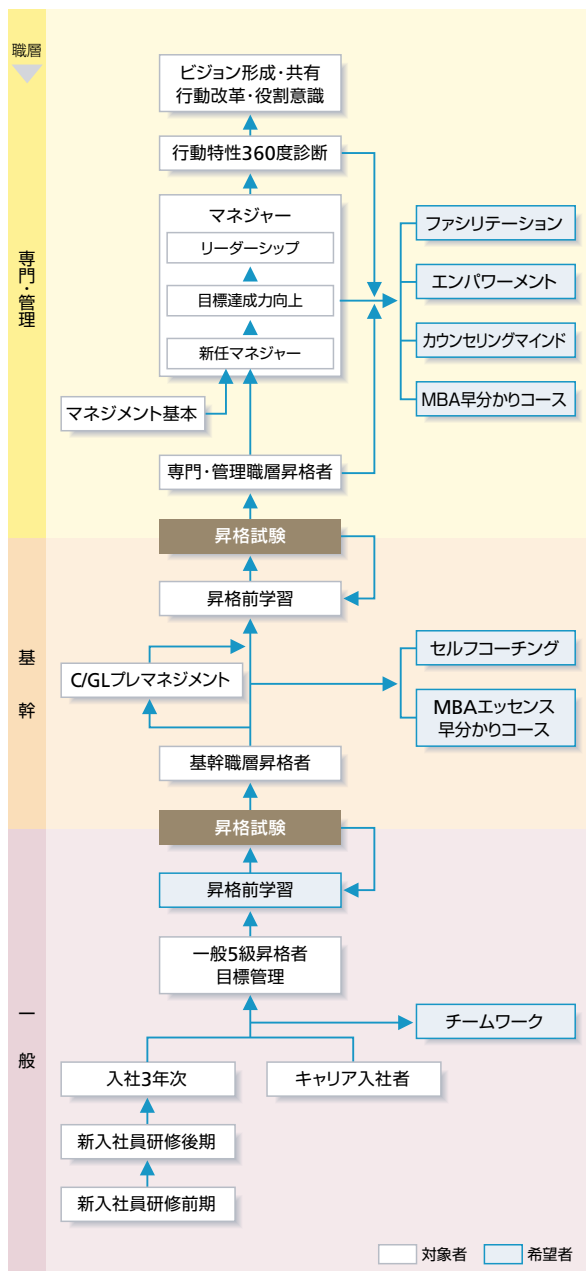 職層
ビジョン形成・共有
行動改革・役割意識
行動特性360度診断
専門・管理
マネジャー
リーダーシップ
目標達成力向上
新任マネジャー
ファシリテーション
エンパワーメント
カウンセリングマインド
MBA早分かりコース
マネジメント基本
専門・管理職層昇格者
昇格試験
昇格前学習
基幹
C/GLプレマネジメント
セルフコーチング
MBAエッセンス
早分かりコース
基幹職層昇格者
昇格試験
昇格前学習
一般5級昇格者
目標管理
一般
チームワーク
入社3年次
キャリア入社者
新入社員研修後期
新入社員研修前期
対象者
希望者